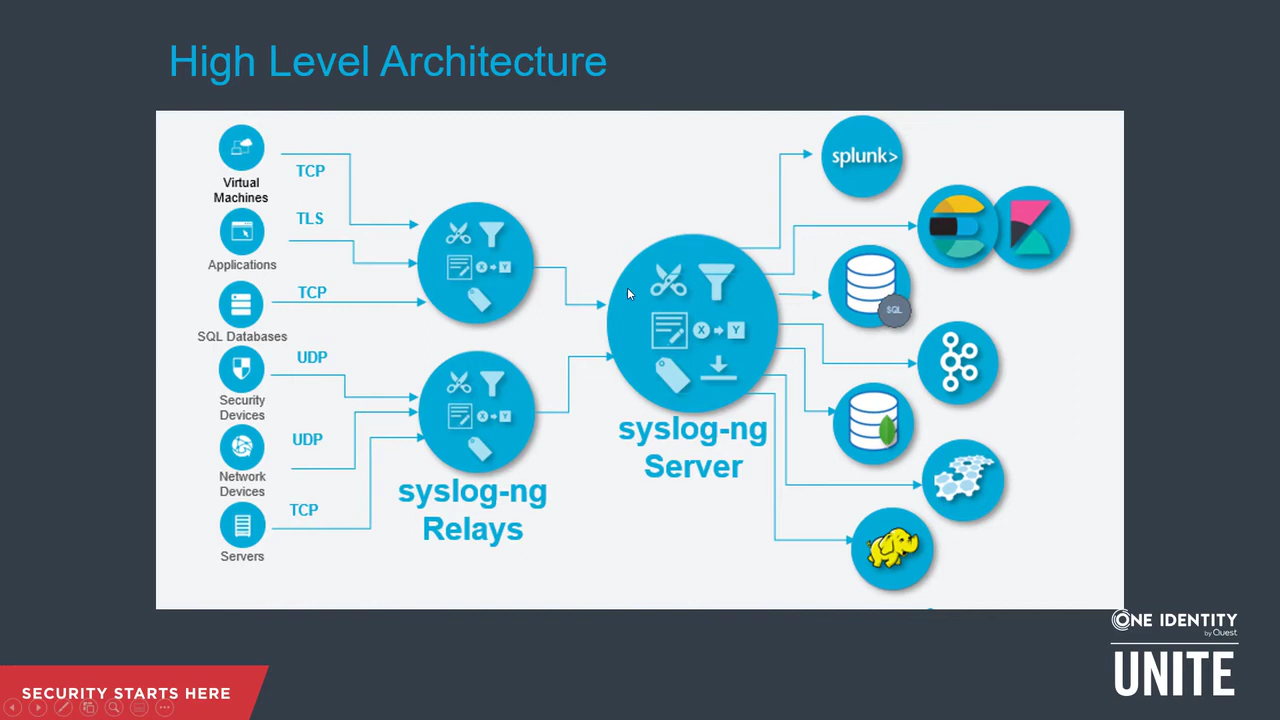 High Level Architecture
Virtual
Machines
TCP
Applications
TLS
SQL Databases
TCP
Security
Devices
UDP
Network
Devices
UDP
Servers
TCP
X
Y
X
Y
syslog-ng
Relays
X
Y
syslog-ng
Server
splunk>
SQL
ONE IDENTITY
by Quest
UNITE
SECURITY STARTS HERE